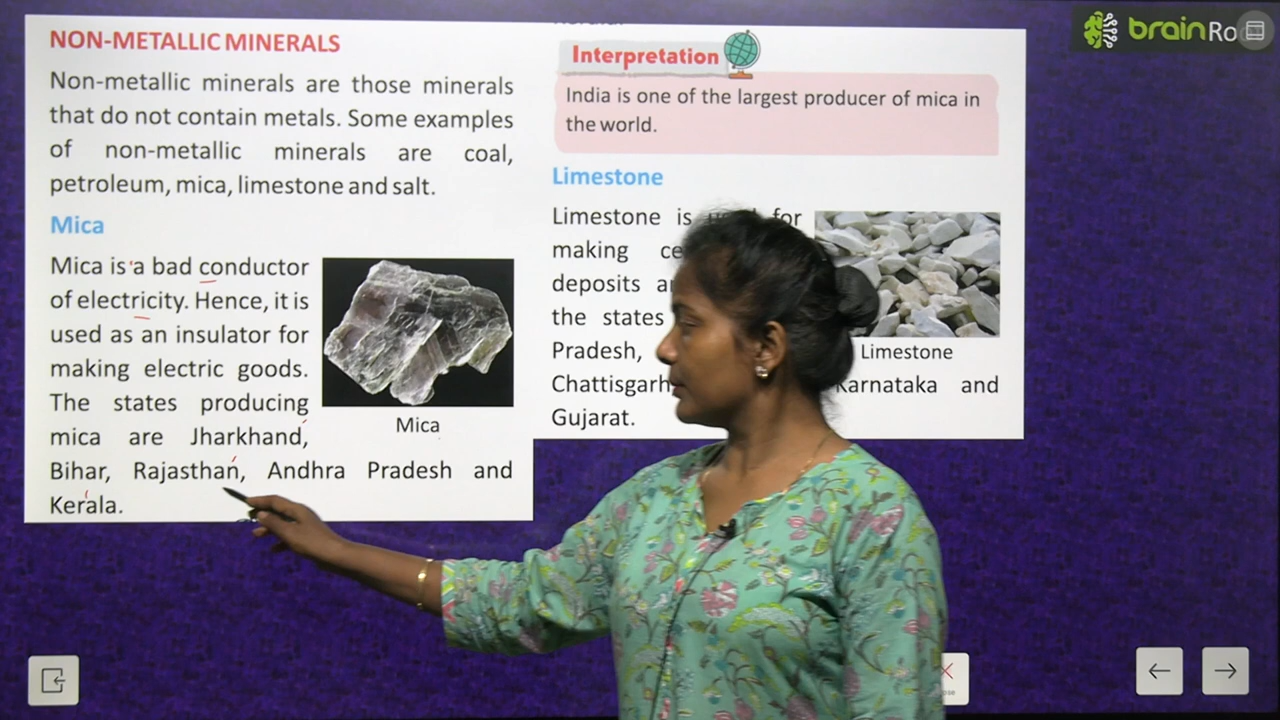 NON-METALLIC MINERALS
Non-metallic minerals are those minerals
that do not contain metals. Some examples
of non-metallic minerals are coal,
petroleum, mica, limestone and salt.
Mica
Mica is a bad conductor
of electricity. Hence, it is
used as an insulator for
making electric goods.
The states producing
mica are Jharkhand,
Bihar, Rajasthan, Andhra Pradesh and
Kerala.
Mica
Interpretation
India is one of the largest producer of mica in
the world.
Limestone
Limestone is for
making
deposits
the states
Pradesh,
Chattisgarh Karnataka and
Gujarat.
Limestone
brain